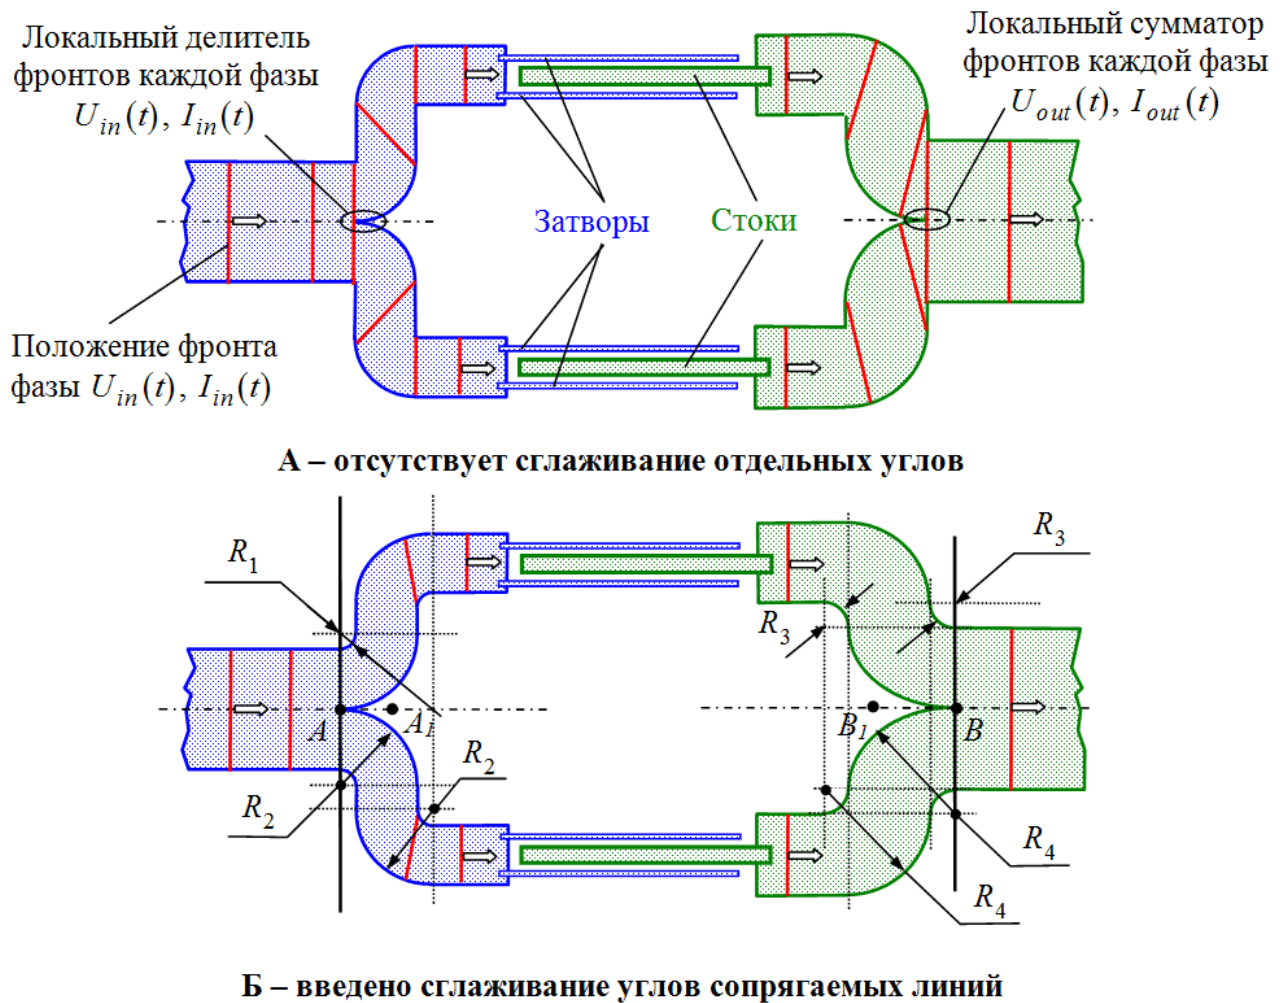 Локальный делитель
фронтов каждой фазы
U_in(t), I_in(t)
Локальный сумматор
фронтов каждой фазы
U_out(t), I_out(t)
Затворы
Стоки
Положение фронта
фазы U_in(t), I_in(t)
А – отсутствует сглаживание отдельных углов
R_1
R_3
R_3
A
A_1
B_1
B
R_2
R_2
R_4
R_4
Б – введено сглаживание углов сопрягаемых линий